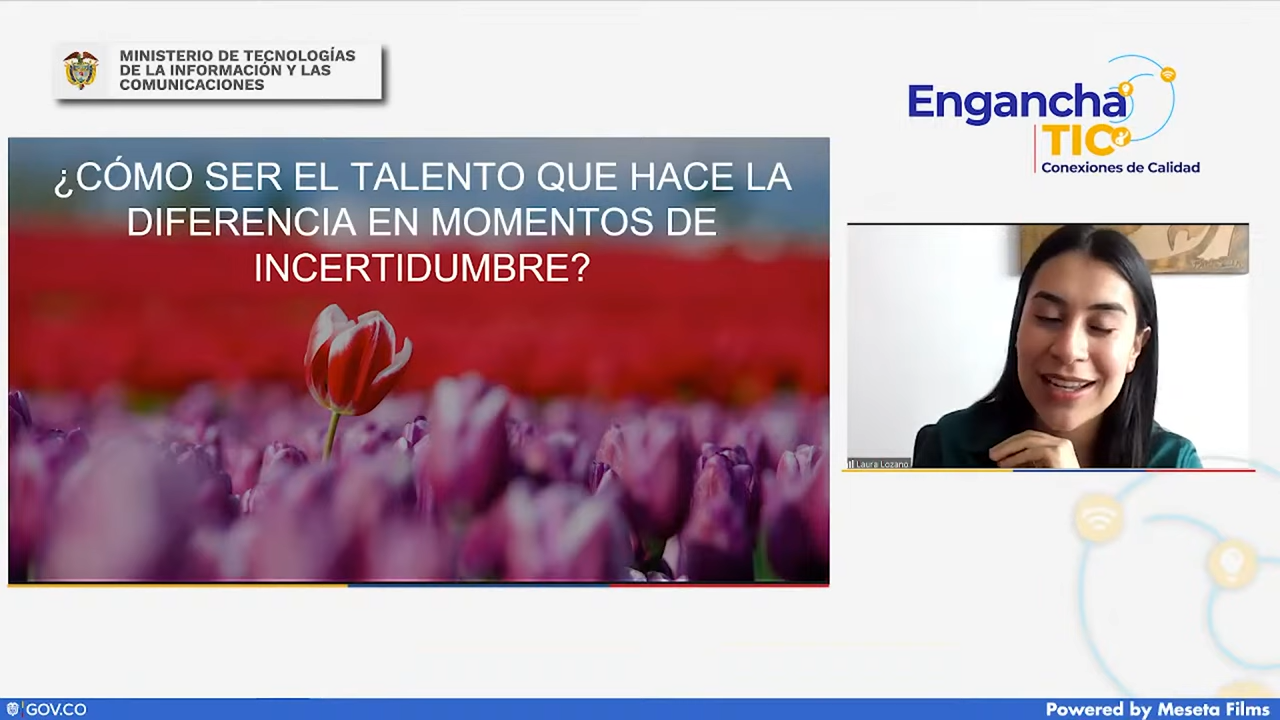 MINISTERIO DE TECNOLOGÍAS
DE LA INFORMACIÓN Y LAS
COMUNICACIONES
Engancha
TIC
Conexiones de Calidad
¿CÓMO SER EL TALENTO QUE HACE LA
DIFERENCIA EN MOMENTOS DE
INCERTIDUMBRE?
Laura Lozano
GOV.CO
Powered by Meseta Films